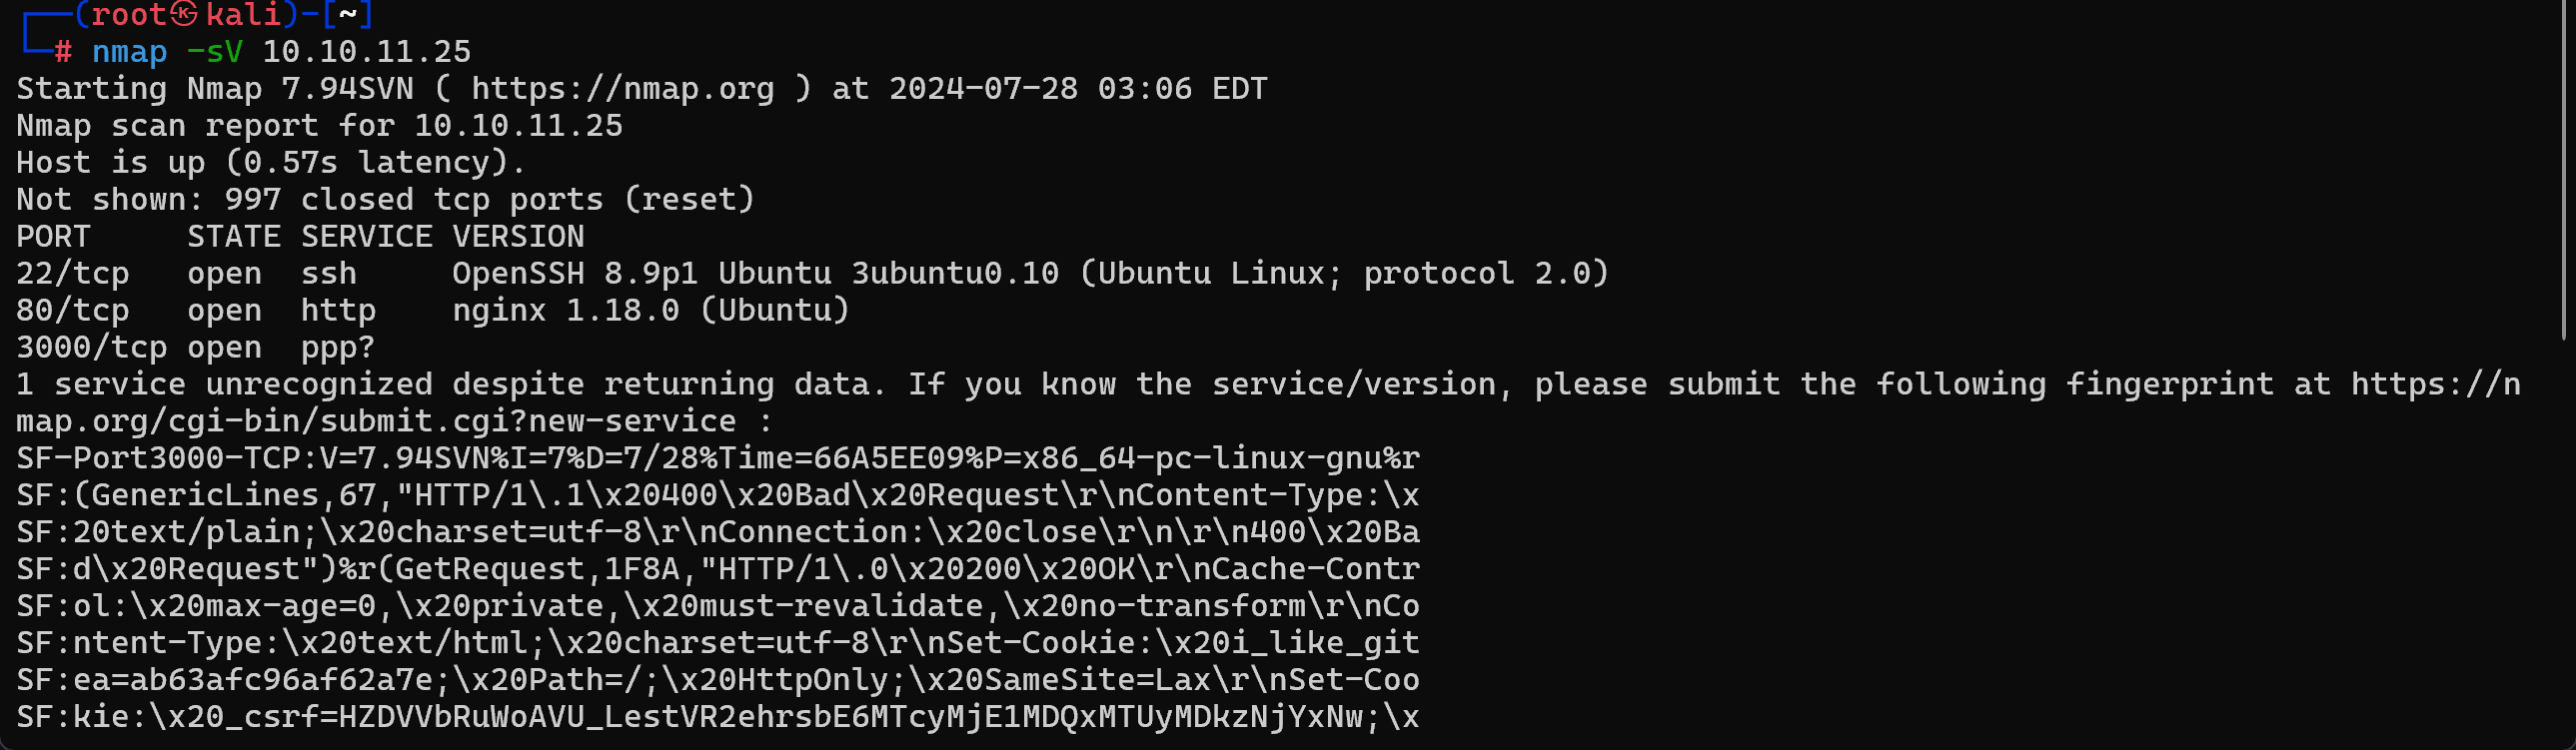 ┌──(root㉿kali)-[~]
└─# nmap -sV 10.10.11.25
Starting Nmap 7.94SVN ( https://nmap.org ) at 2024-07-28 03:06 EDT
Nmap scan report for 10.10.11.25
Host is up (0.57s latency).
Not shown: 997 closed tcp ports (reset)
PORT     STATE SERVICE VERSION
22/tcp   open  ssh     OpenSSH 8.9p1 Ubuntu 3ubuntu0.10 (Ubuntu Linux; protocol 2.0)
80/tcp   open  http    nginx 1.18.0 (Ubuntu)
3000/tcp open  ppp?
1 service unrecognized despite returning data. If you know the service/version, please submit the following fingerprint at https://n
map.org/cgi-bin/submit.cgi?new-service :
SF-Port3000-TCP:V=7.94SVN%I=7%D=7/28%Time=66A5EE09%P=x86_64-pc-linux-gnu%r
SF:(GenericLines,67,"HTTP/1\.1\x20400\x20Bad\x20Request\r\nContent-Type:\x
SF:20text/plain;\x20charset=utf-8\r\nConnection:\x20close\r\n\r\n400\x20Ba
SF:d\x20Request")%r(GetRequest,1F8A,"HTTP/1\.0\x20200\x20OK\r\nCache-Contr
SF:ol:\x20max-age=0,\x20private,\x20must-revalidate,\x20no-transform\r\nCo
SF:ntent-Type:\x20text/html;\x20charset=utf-8\r\nSet-Cookie:\x20i_like_git
SF:ea=ab63afc96af62a7e;\x20Path=/;\x20HttpOnly;\x20SameSite=Lax\r\nSet-Coo
SF:kie:\x20_csrf=HZDVVbRuWoAVU_LestVR2ehrsbE6MTcyMjE1MDQxMTUyMDkzNjYxNw;\x